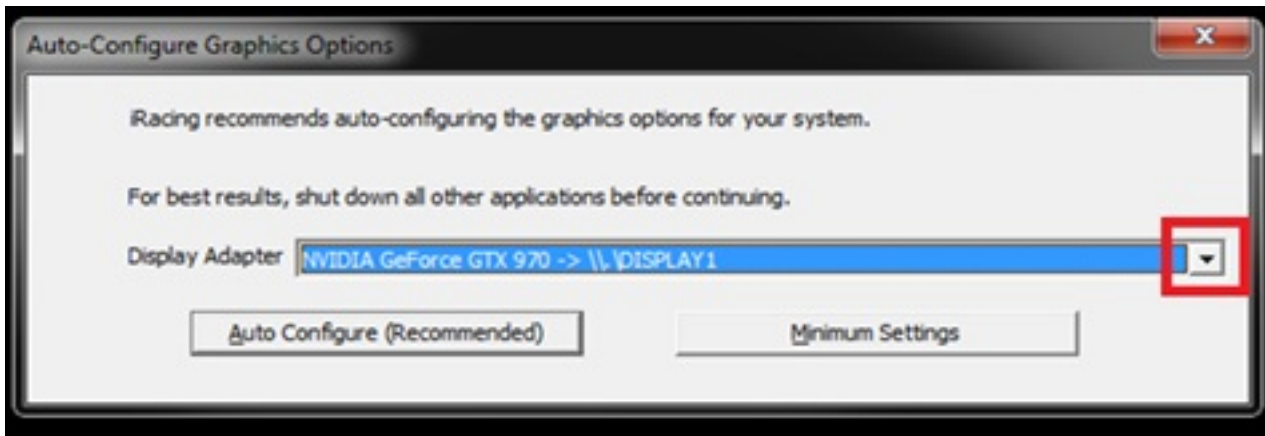 Auto-Configure Graphics Options
iRacing recommends auto-configuring the graphics options for your system.
For best results, shut down all other applications before continuing.
Display Adapter NVIDIA GeForce GTX 970 -> \\.\DISPLAY1
Auto Configure (Recommended) Minimum Settings